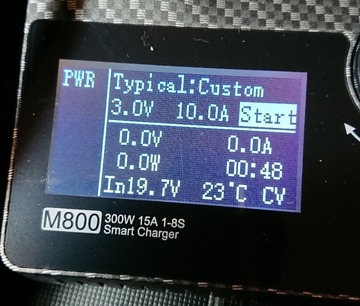 PWR
Typical:Custom
3.0V 10.0A Start
0.0V 0.0A
0.0W 00:48
In19.7V 23°C CV
M800 300W 15A 1-8S
Smart Charger